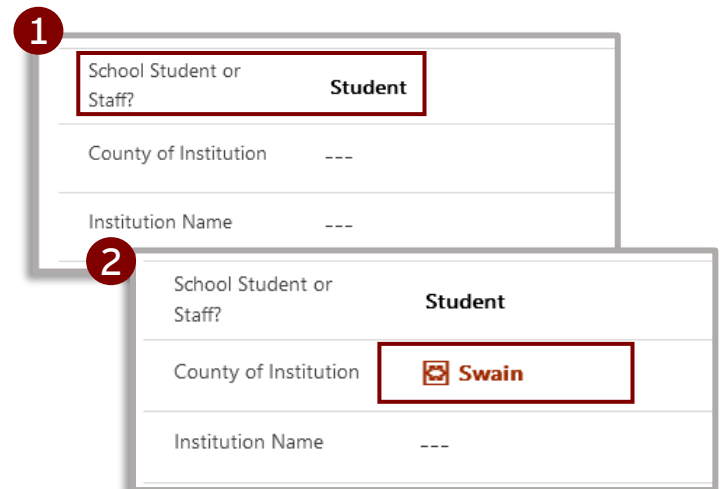 1
School Student or
Staff?
Student
County of Institution
---
Institution Name
---
2
School Student or
Staff?
Student
County of Institution
Swain
Institution Name
---